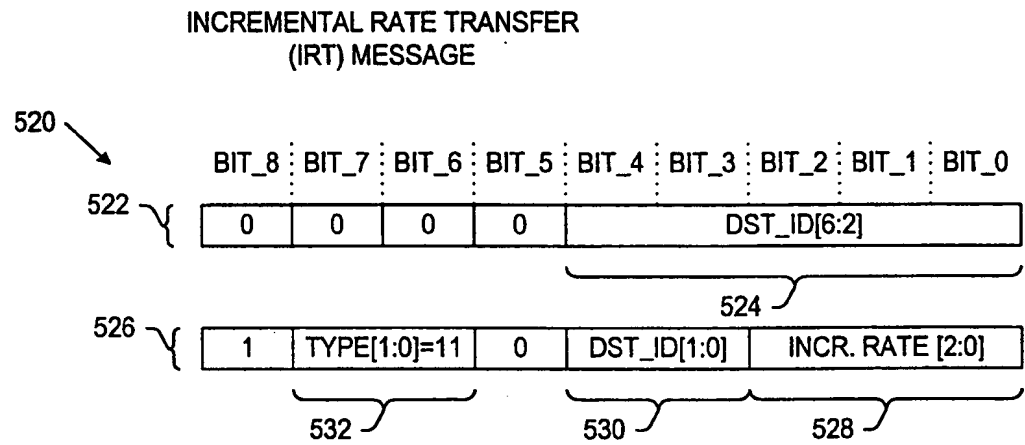 INCREMENTAL RATE TRANSFER
(IRT) MESSAGE
520
BIT_8 BIT_7 BIT_6 BIT_5 BIT_4 BIT_3 BIT_2 BIT_1 BIT_0
522 0 0 0 0 DST_ID[6:2]
524
526 1 TYPE[1:0]=11 0 DST_ID[1:0] INCR. RATE [2:0]
532 530 528